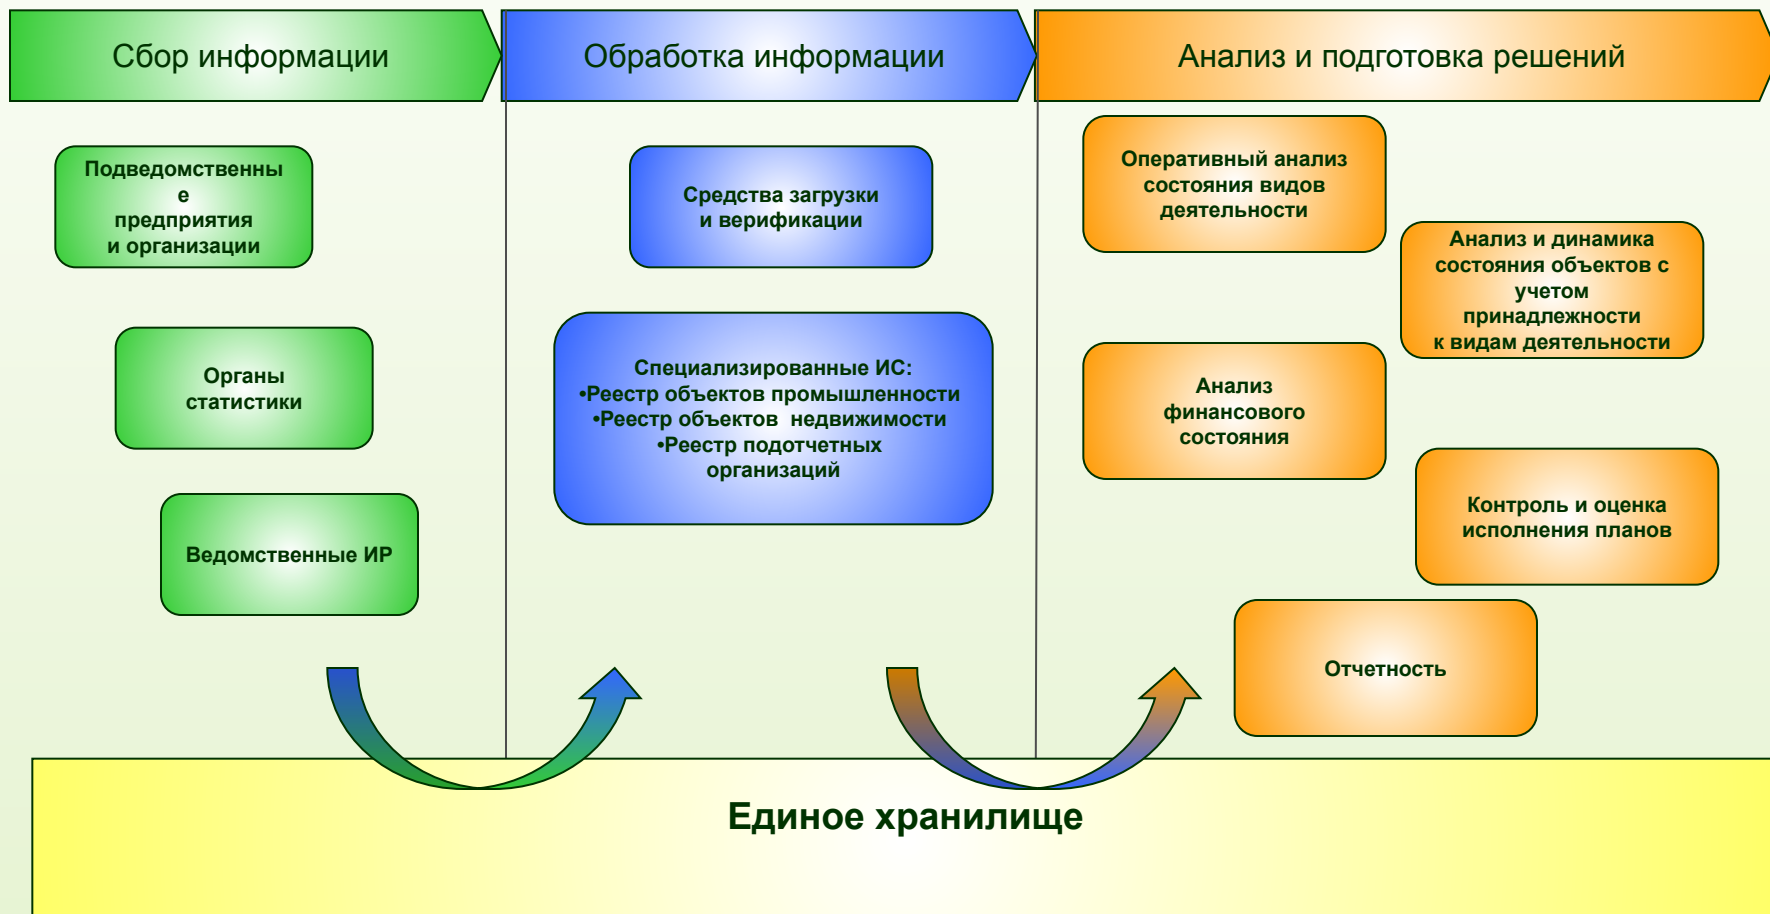 Сбор информации
Обработка информации
Анализ и подготовка решений
Подведомственны
е
предприятия
и организации
Органы
статистики
Ведомственные ИР
Средства загрузки
и верификации
Специализированные ИС:
•Реестр объектов промышленности
•Реестр объектов  недвижимости
•Реестр подотчетных
организаций
Оперативный анализ
состояния видов
деятельности
Анализ и динамика
состояния объектов с
учетом
принадлежности
к видам деятельности
Анализ
финансового
состояния
Контроль и оценка
исполнения планов
Отчетность
Единое хранилище